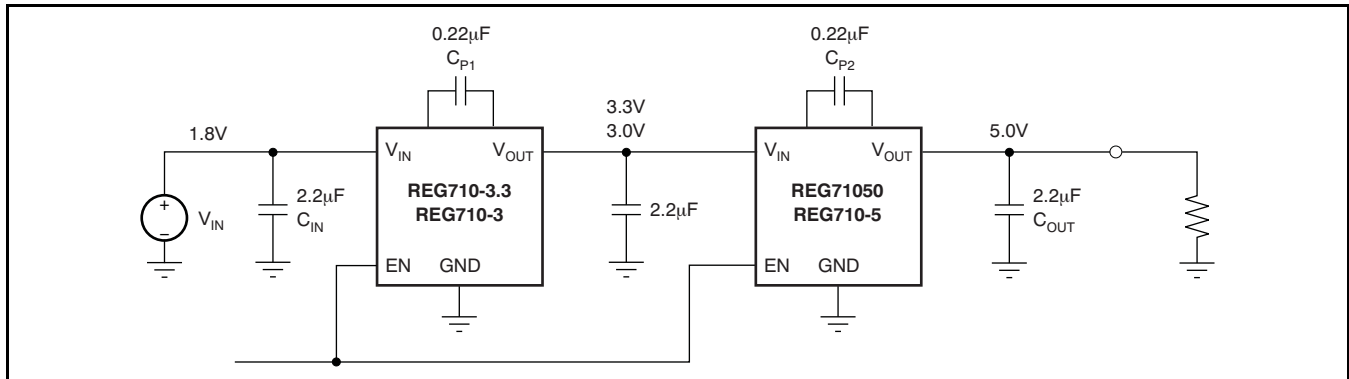 0.22μF
C_P1
0.22μF
C_P2
1.8V
3.3V
3.0V
5.0V
V_IN
V_OUT
V_IN
V_OUT
REG710-3.3
REG710-3
REG71050
REG710-5
+
−
V_IN
2.2μF
C_IN
2.2μF
2.2μF
C_OUT
EN
GND
EN
GND